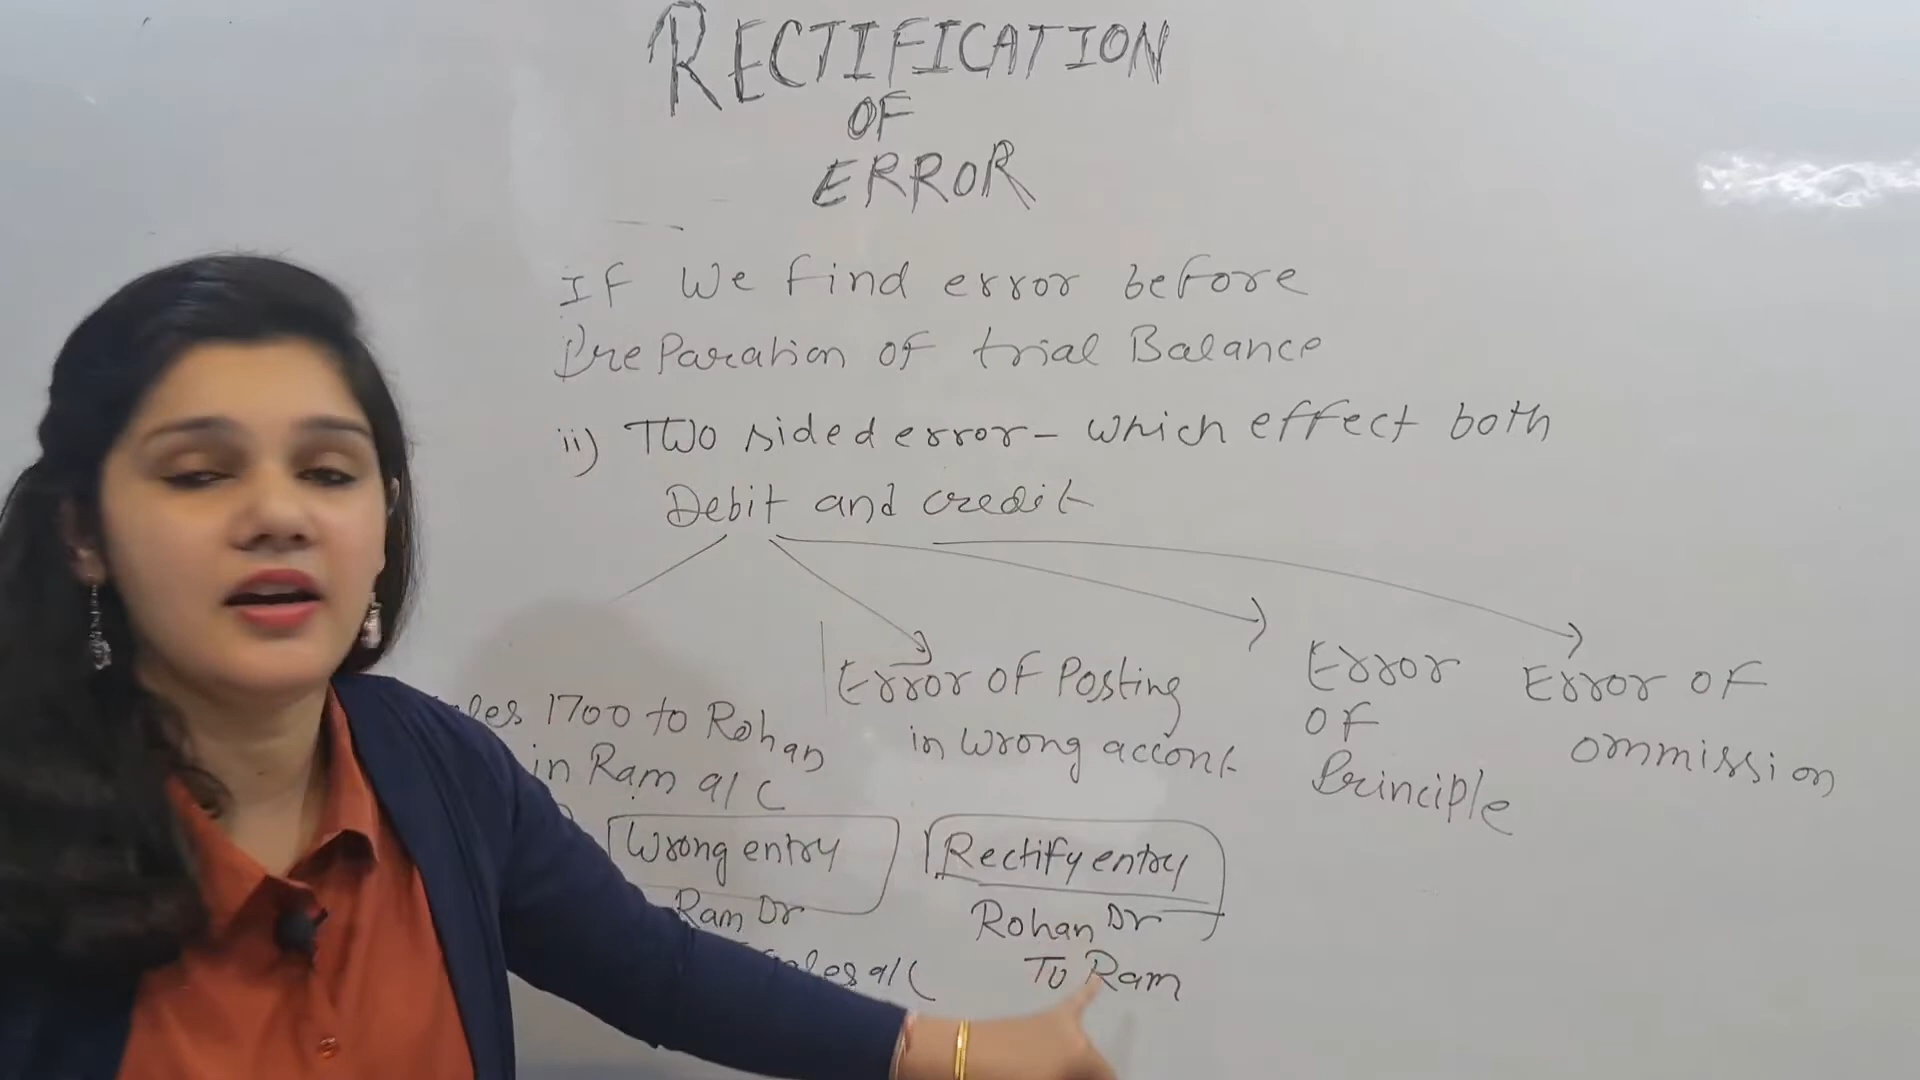 RECTIFICATION
OF
ERROR
If We find error before
Preparation of trial Balance
ii) Two sided error - which effect both
Debit and credit
Error of Posting
in wrong accont
Error
of
Principle
Error of
ommission
1700 to Rohan
in Ram a/c
Wrong entry
Ram Dr
a/c
Rectify entry
Rohan Dr
To Ram